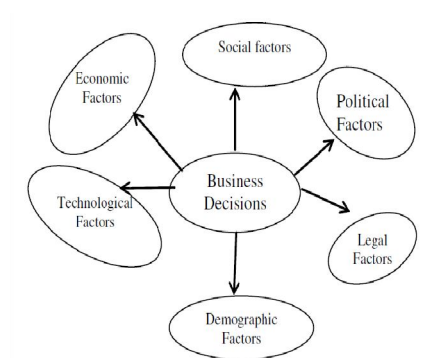 Social factors
Economic
Factors
Political
Factors
Business
Decisions
Technological
Factors
Legal
Factors
Demographic
Factors